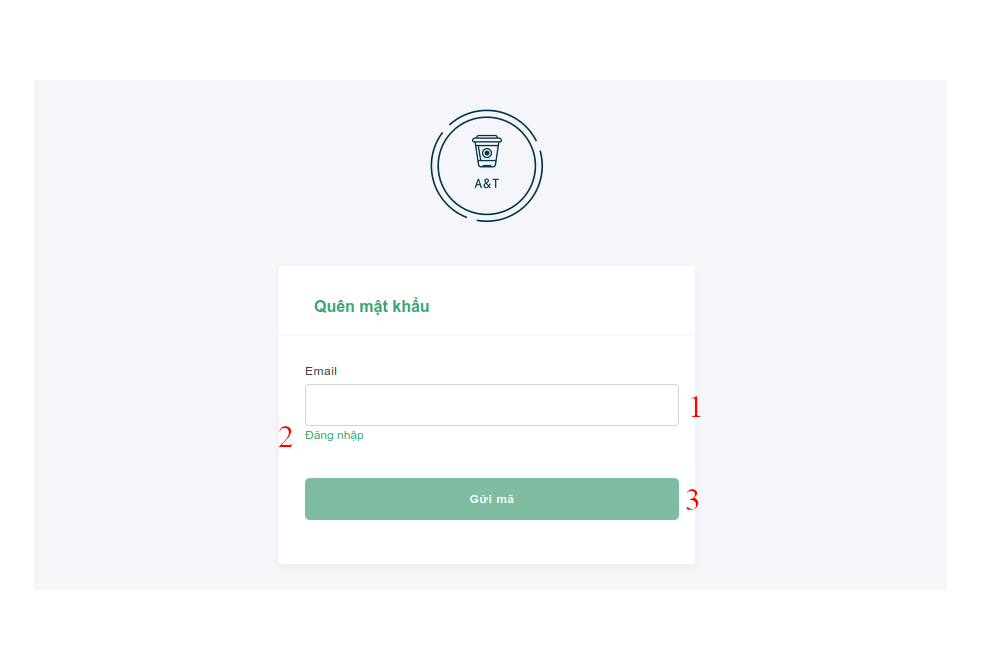 A&T
Quên mật khẩu
Email
1
2 Đăng nhập
Gửi mã 3